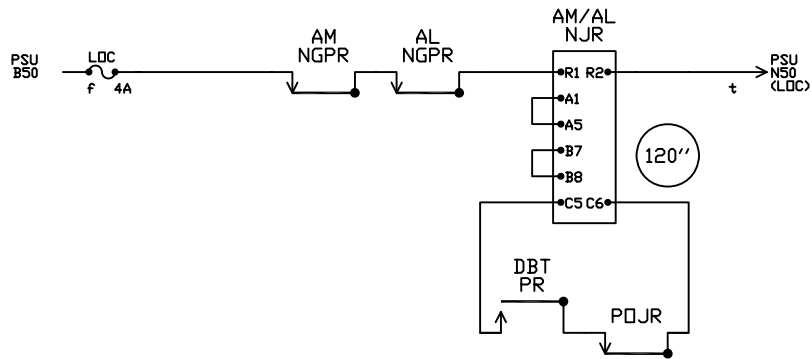 AM/AL
NJR
AM
NGPR
AL
NGPR
PSU
B50
LOC
f 4A
R1 R2
t
PSU
N50
(LOC)
A1
A5
B7
B8
120''
C5 C6
DBT
PR
POJR